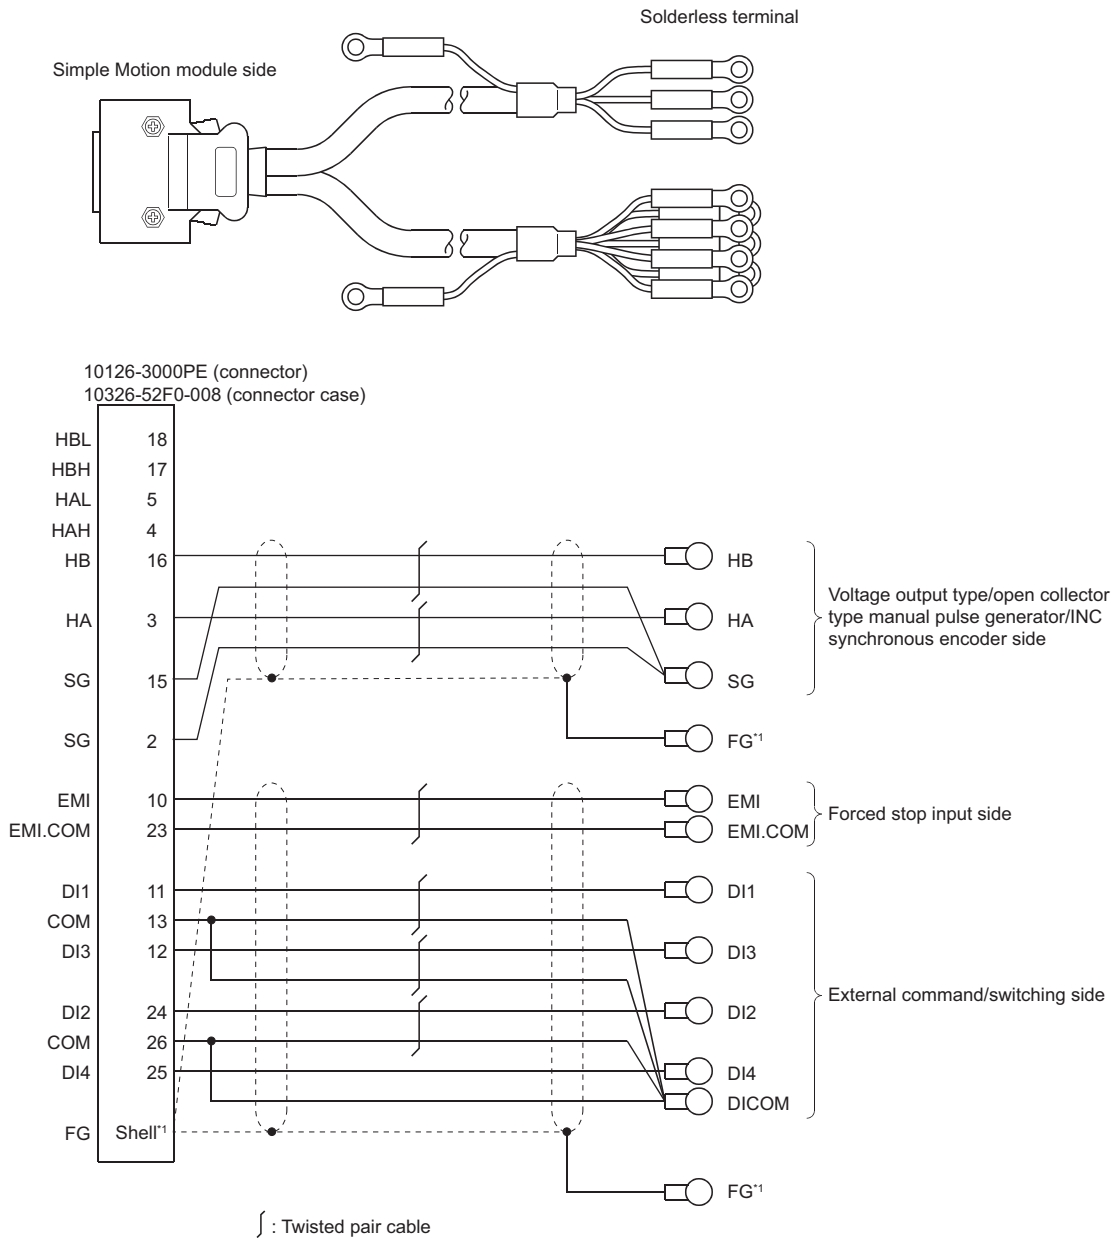 Solderless terminal
Simple Motion module side
10126-3000PE (connector)
10326-52F0-008 (connector case)
HBL 18
HBH 17
HAL 5
HAH 4
HB 16 HB
HA 3 HA
SG 15 SG
Voltage output type/open collector
type manual pulse generator/INC
synchronous encoder side
SG 2 FG*1
EMI 10 EMI
EMI.COM 23 EMI.COM
Forced stop input side
DI1 11 DI1
COM 13
DI3 12 DI3
DI2 24 DI2
COM 26
DI4 25 DI4
DICOM
External command/switching side
FG Shell*1
FG*1
: Twisted pair cable